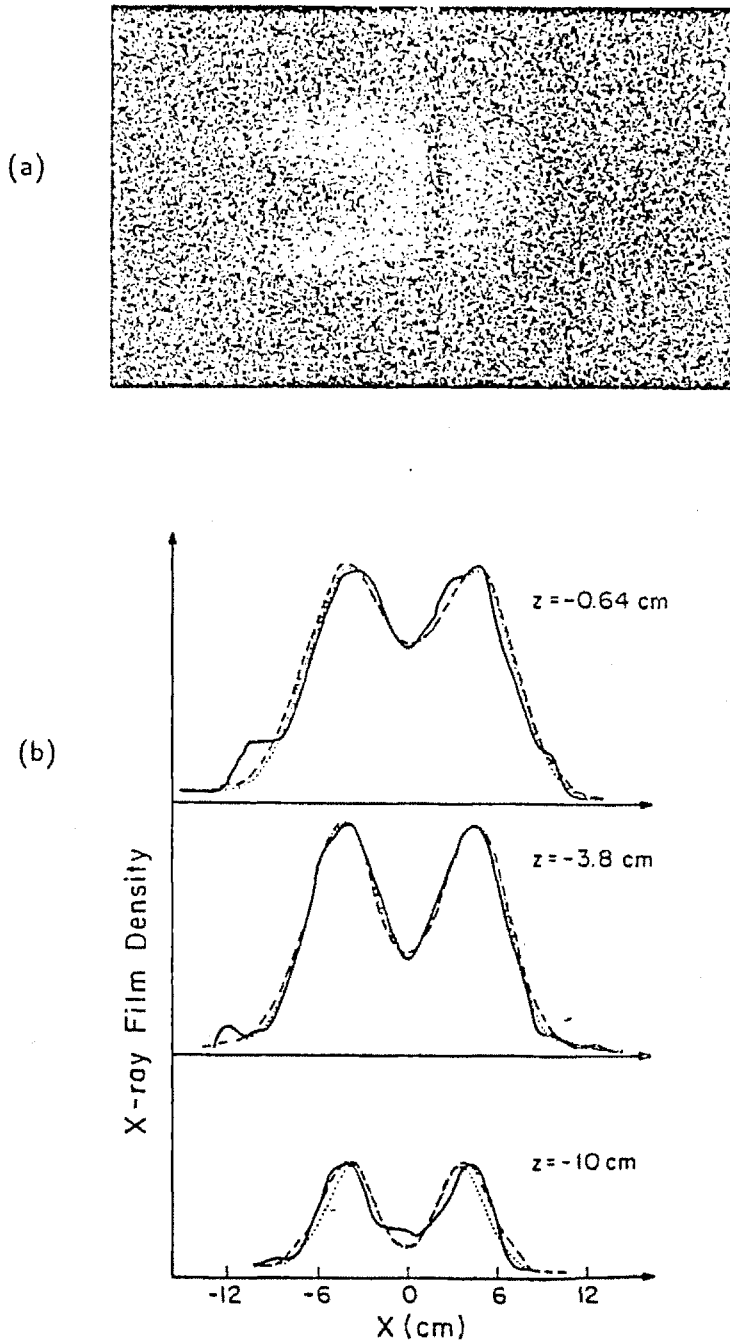 (a)
(b)
X-ray Film Density
z=-0.64 cm
z=-3.8 cm
z=-10 cm
-12 -6 0 6 12
X (cm)